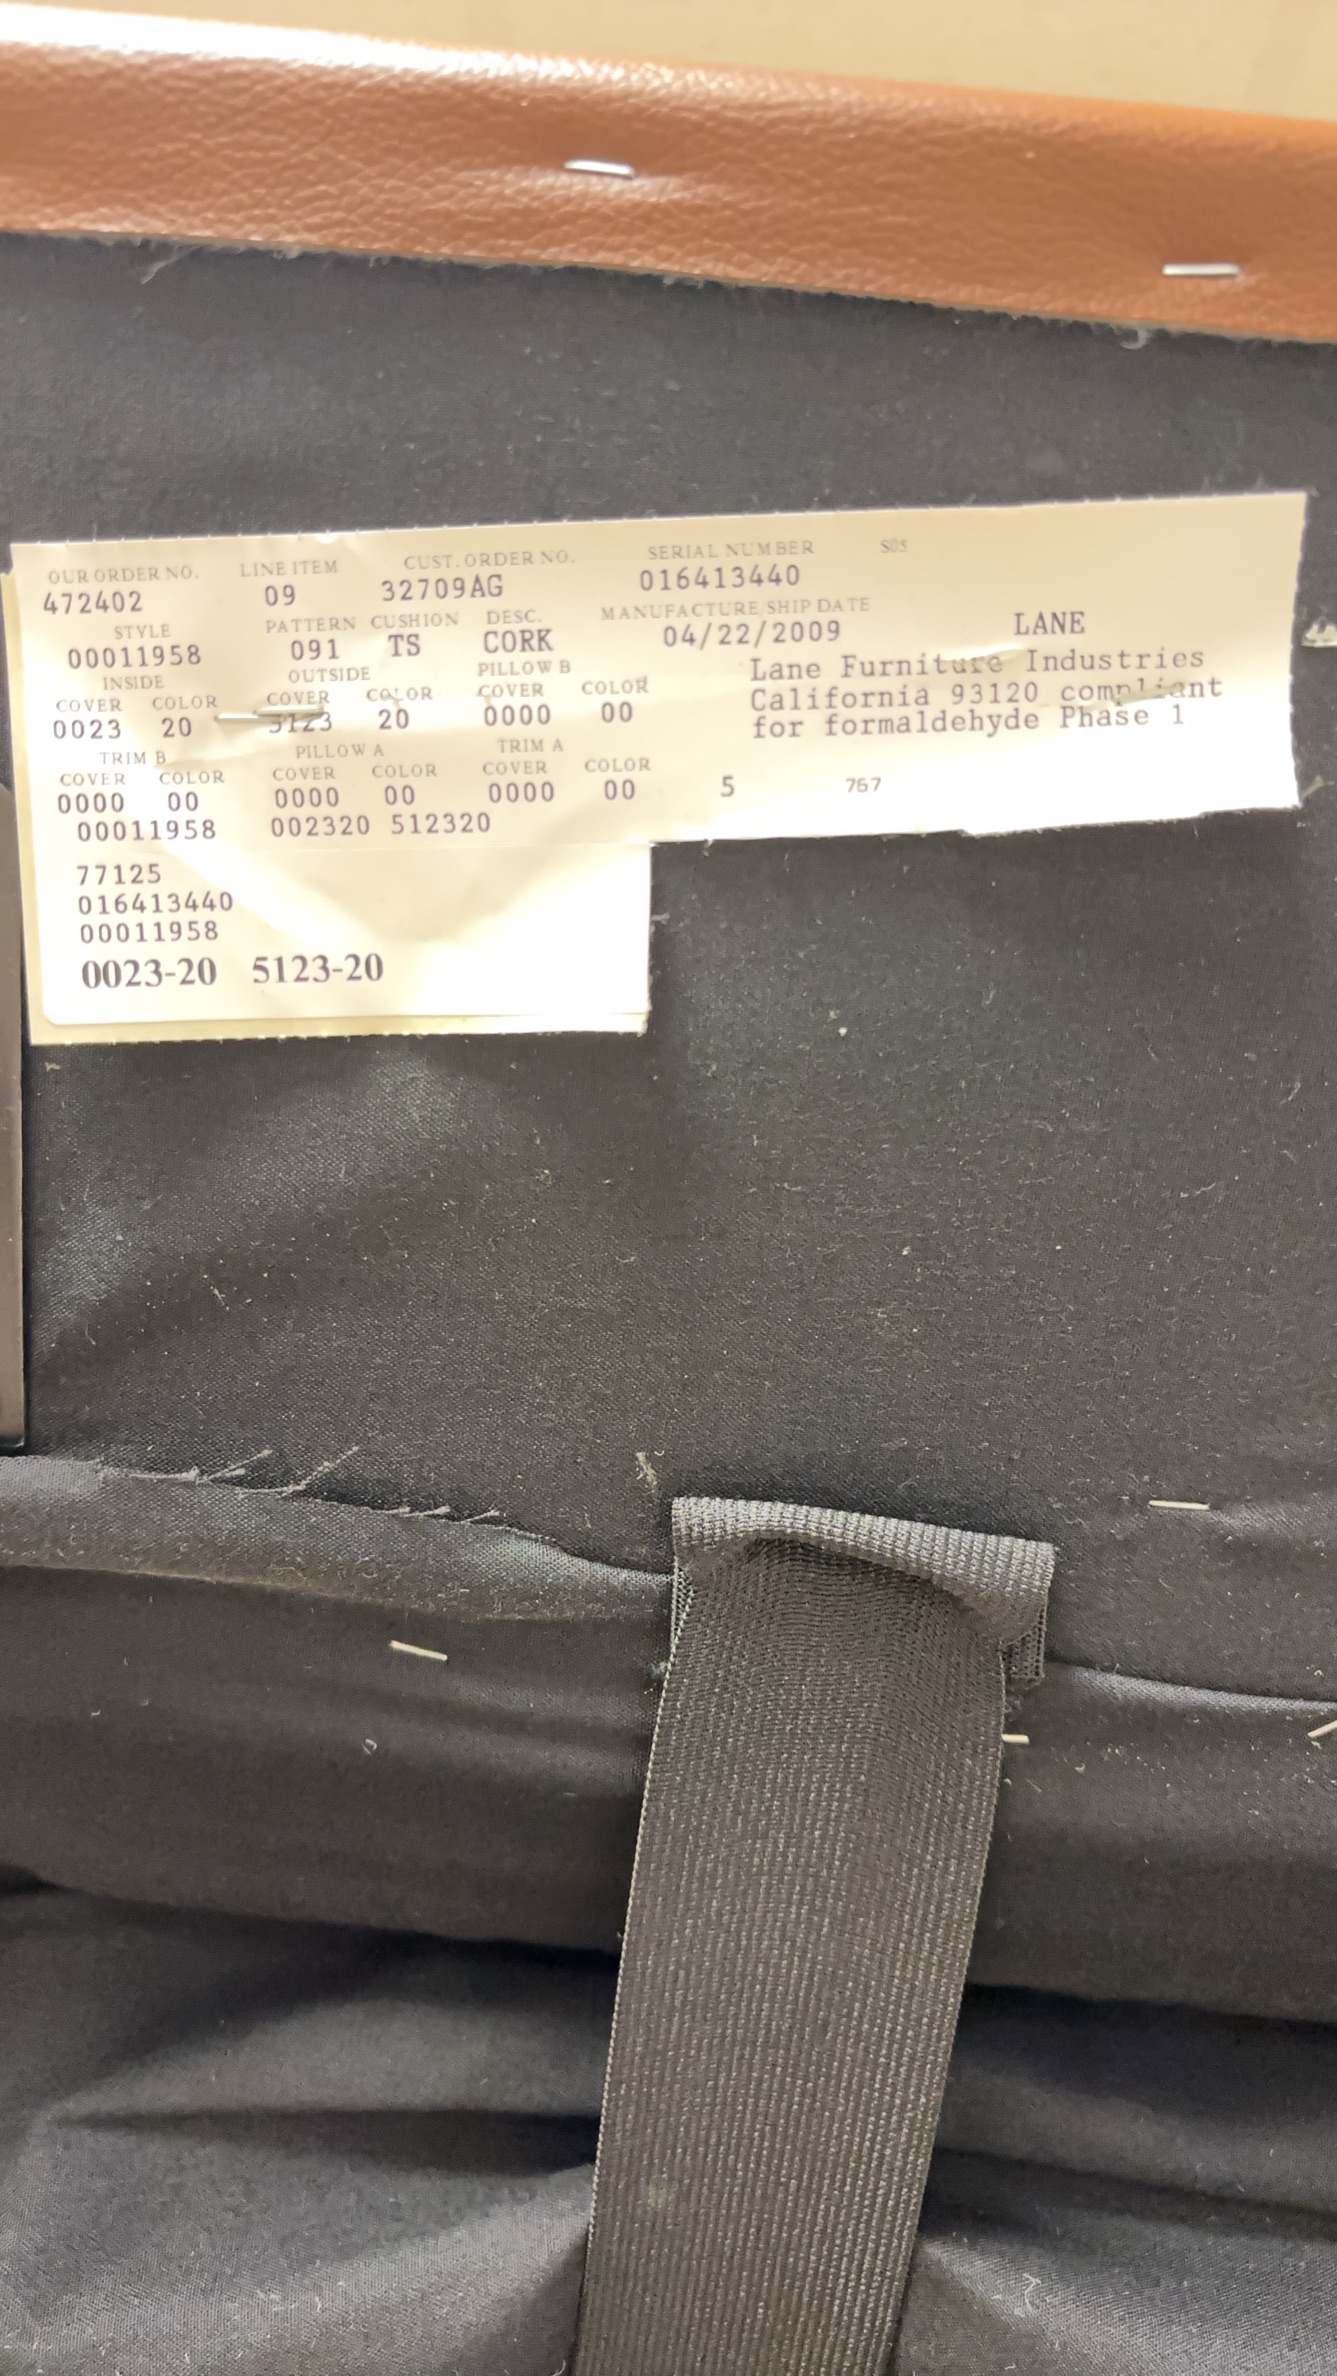 OUR ORDER NO. LINE ITEM CUST. ORDER NO. SERIAL NUMBER S05
472402 09 32709AG 016413440
STYLE PATTERN CUSHION DESC. MANUFACTURE/SHIP DATE
00011958 091 TS CORK 04/22/2009 LANE
INSIDE OUTSIDE PILLOW B Lane Furniture Industries
COVER COLOR COVER COLOR COVER COLOR California 93120 compliant
0023 20 5123 20 0000 00 for formaldehyde Phase 1
TRIM B PILLOW A TRIM A
COVER COLOR COVER COLOR COVER COLOR
0000 00 0000 00 0000 00 5 767
00011958 002320 512320
77125
016413440
00011958
0023-20 5123-20